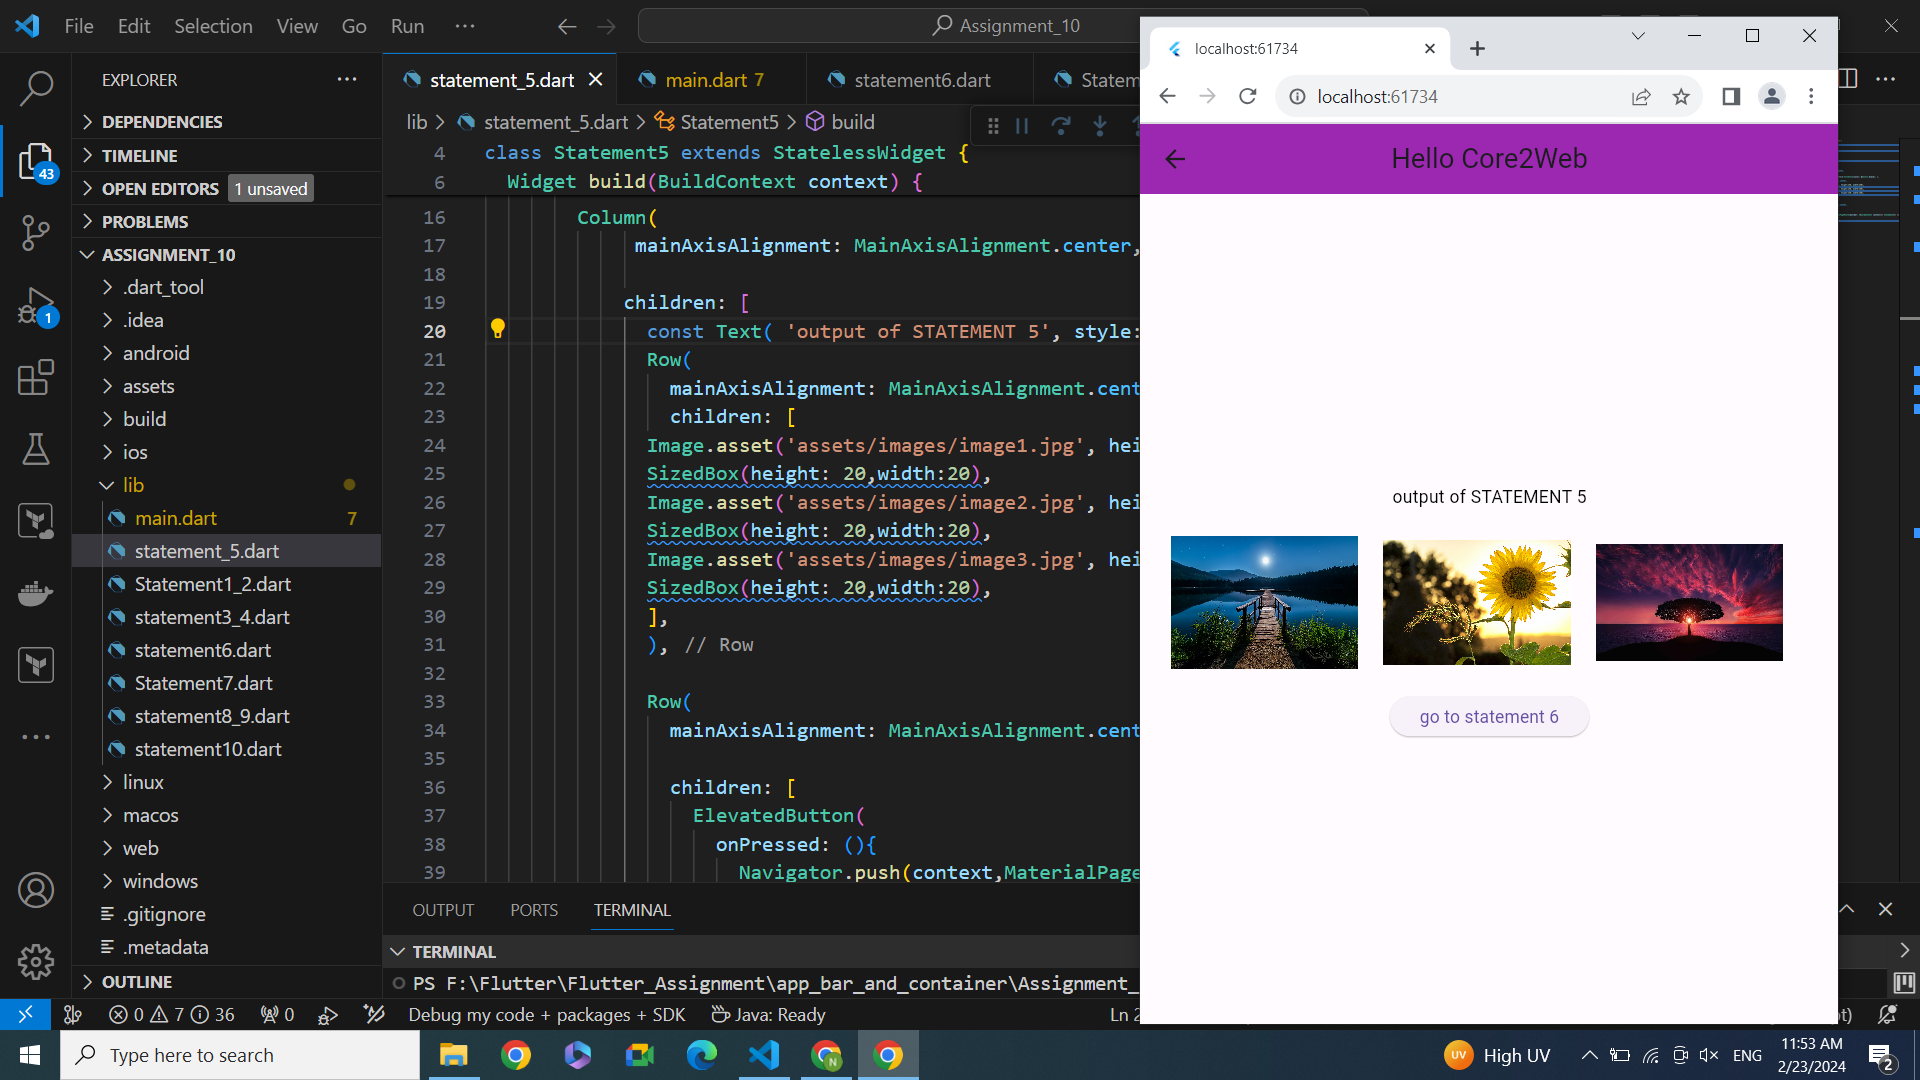 File Edit Selection View Go Run ···
Assignment_10
EXPLORER
DEPENDENCIES
TIMELINE
OPEN EDITORS 1 unsaved
PROBLEMS
ASSIGNMENT_10
.dart_tool
.idea
android
assets
build
ios
lib
main.dart 7
statement_5.dart
Statement1_2.dart
statement3_4.dart
statement6.dart
Statement7.dart
statement8_9.dart
statement10.dart
linux
macos
web
windows
.gitignore
.metadata
OUTLINE
43
1
statement_5.dart main.dart 7 statement6.dart Statem
lib > statement_5.dart > Statement5 > build
4 class Statement5 extends StatelessWidget {
6 Widget build(BuildContext context) {
16 Column(
17 mainAxisAlignment: MainAxisAlignment.center,
18
19 children: [
20 const Text( 'output of STATEMENT 5', style:
21 Row(
22 mainAxisAlignment: MainAxisAlignment.cent
23 children: [
24 Image.asset('assets/images/image1.jpg', hei
25 SizedBox(height: 20,width:20),
26 Image.asset('assets/images/image2.jpg', hei
27 SizedBox(height: 20,width:20),
28 Image.asset('assets/images/image3.jpg', hei
29 SizedBox(height: 20,width:20),
30 ],
31 ), // Row
32
33 Row(
34 mainAxisAlignment: MainAxisAlignment.cent
35
36 children: [
37 ElevatedButton(
38 onPressed: (){
39 Navigator.push(context,MaterialPage
OUTPUT PORTS TERMINAL
TERMINAL
PS F:\Flutter\Flutter_Assignment\app_bar_and_container\Assignment_
0 7 36 0 Debug my code + packages + SDK Java: Ready Ln 2
localhost:61734
localhost:61734
Hello Core2Web
output of STATEMENT 5
go to statement 6
Type here to search
N
UV High UV
ENG
11:53 AM
2/23/2024
2